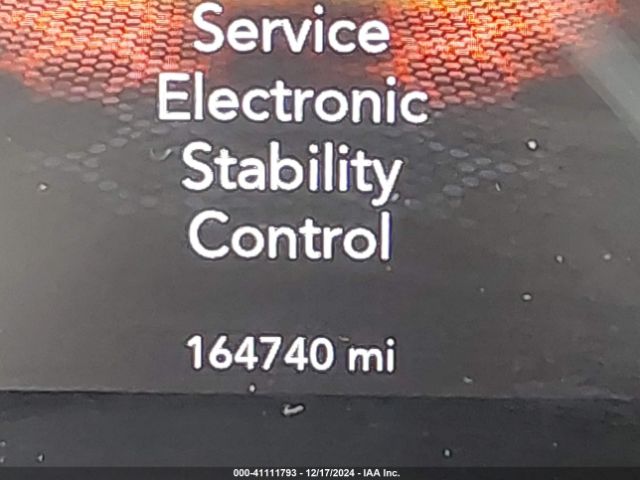 Service
Electronic
Stability
Control
164740 mi
000-41111793 - 12/17/2024 - IAA Inc.